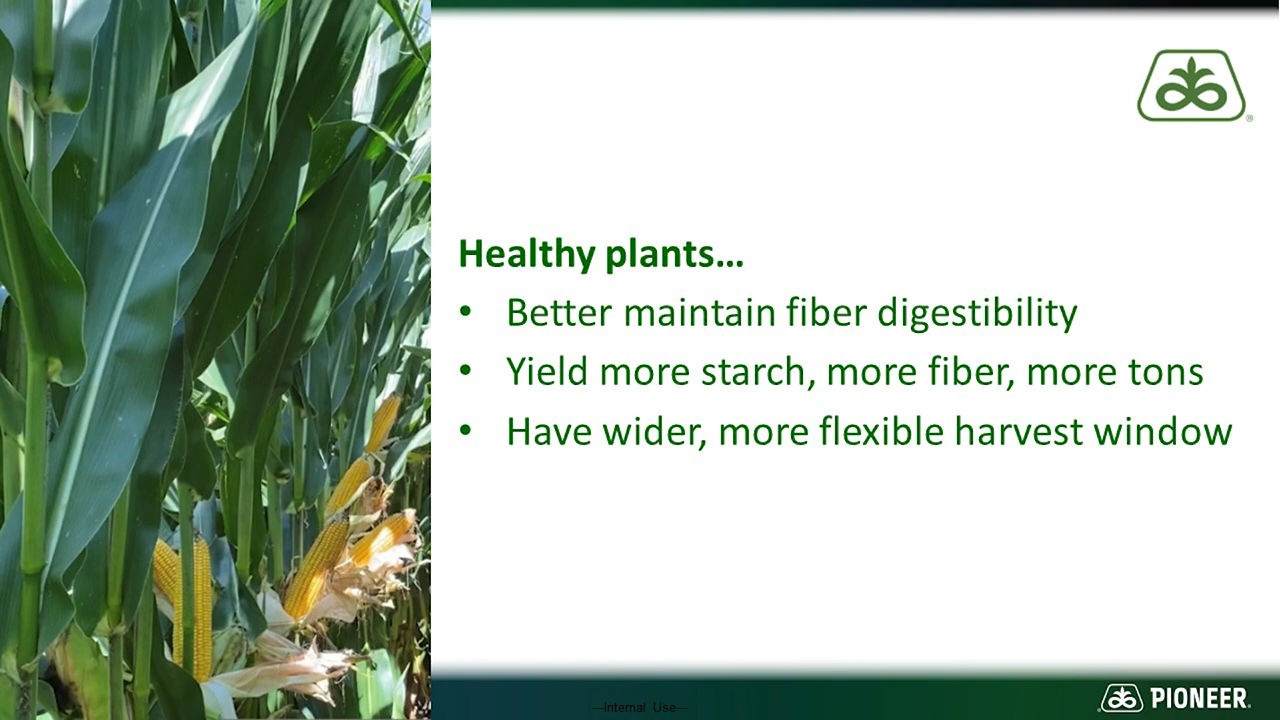 ®
Healthy plants...
• Better maintain fiber digestibility
• Yield more starch, more fiber, more tons
• Have wider, more flexible harvest window
---Internal Use---
PIONEER®